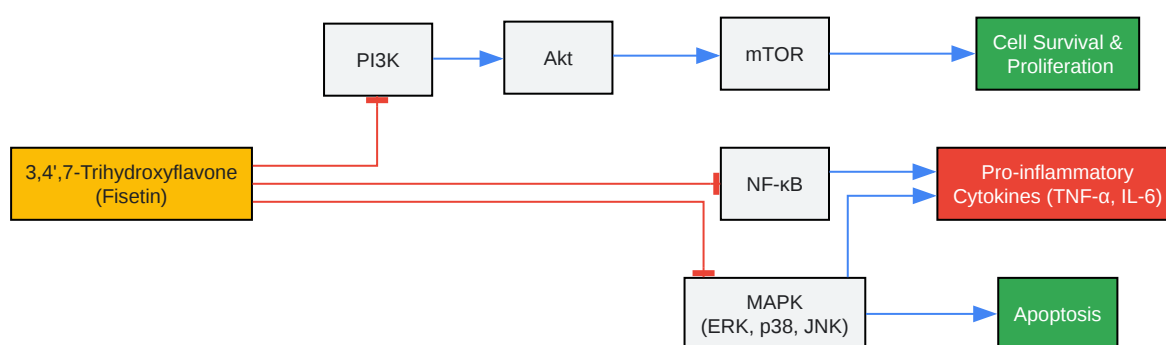 PI3K
Akt
mTOR
Cell Survival &
Proliferation
3,4',7-Trihydroxyflavone
(Fisetin)
NF-κB
Pro-inflammatory
Cytokines (TNF-α, IL-6)
MAPK
(ERK, p38, JNK)
Apoptosis